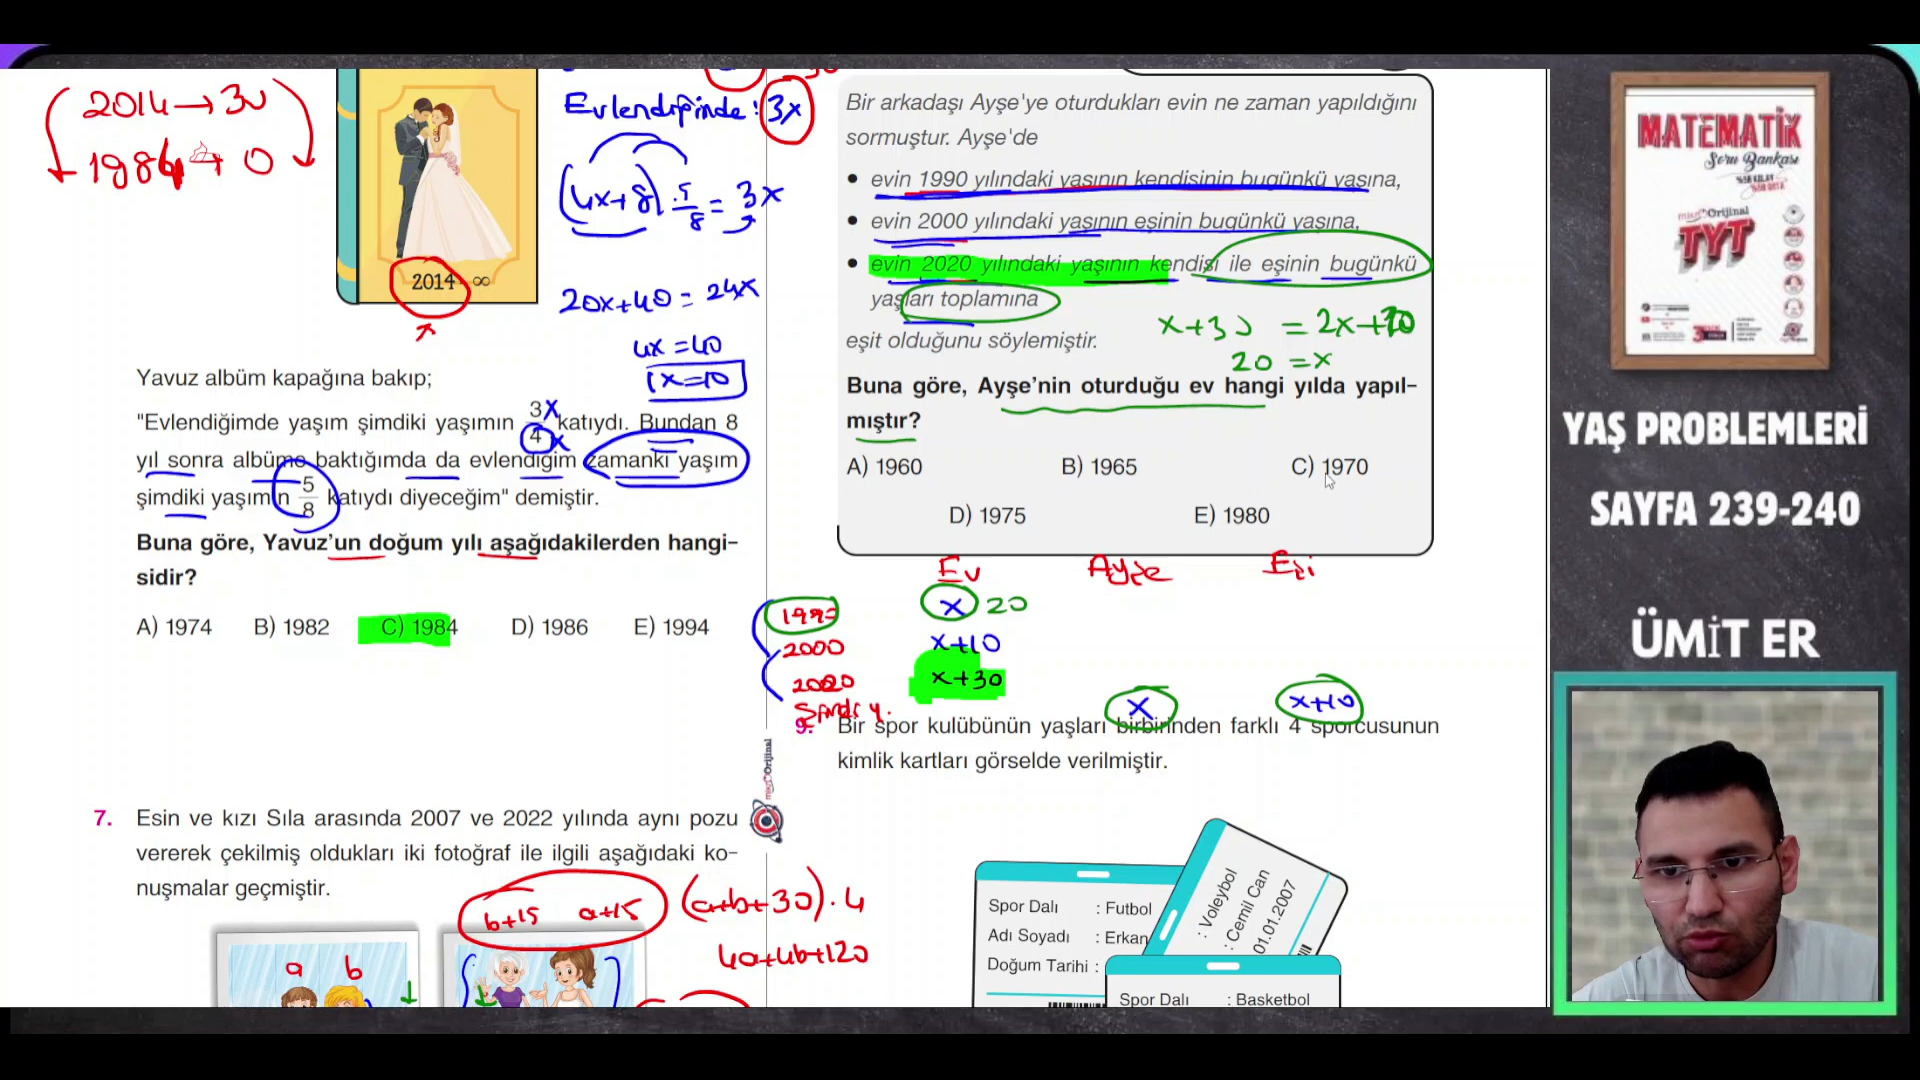 2014 → 30
1984 → 0
2014 ∞
Evlendiğinde : 3x
(4x+8) . 5/8 = 3x
20x+40 = 24x
4x = 40
x = 10
Yavuz albüm kapağına bakıp;
"Evlendiğimde yaşım şimdiki yaşımın 3x/4x katıydı. Bundan 8
yıl sonra albüme baktığımda da evlendiğim zamanki yaşım
şimdiki yaşımın 5/8 katıydı diyeceğim" demiştir.
Buna göre, Yavuz'un doğum yılı aşağıdakilerden hangi-
sidir?
A) 1974 B) 1982 C) 1984 D) 1986 E) 1994
7. Esin ve kızı Sıla arasında 2007 ve 2022 yılında aynı pozu
vererek çekilmiş oldukları iki fotoğraf ile ilgili aşağıdaki ko-
nuşmalar geçmiştir.
b+15 a+15
(a+b+30) . 4
4a+4b+120
a b
Bir arkadaşı Ayşe'ye oturdukları evin ne zaman yapıldığını
sormuştur. Ayşe'de
• evin 1990 yılındaki yaşının kendisinin bugünkü yaşına,
• evin 2000 yılındaki yaşının eşinin bugünkü yaşına,
• evin 2020 yılındaki yaşının kendisi ile eşinin bugünkü
yaşları toplamına
eşit olduğunu söylemiştir.
x+30 = 2x+10
20 = x
Buna göre, Ayşe'nin oturduğu ev hangi yılda yapıl-
mıştır?
A) 1960 B) 1965 C) 1970
D) 1975 E) 1980
Ev Ayşe Eşi
1990 x 20
2000 x+10
2020 x+30
x x+10
9. Bir spor kulübünün yaşları birbirinden farklı 4 sporcusunun
kimlik kartları görselde verilmiştir.
mixOrijinal
Spor Dalı : Futbol
Adı Soyadı : Erkan
Doğum Tarihi :
: Voleybol
: Cemil Can
01.01.2007
Spor Dalı : Basketbol
MATEMATİK
Soru Bankası
Orijinal
TYT
YAŞ PROBLEMLERİ
SAYFA 239-240
ÜMİT ER